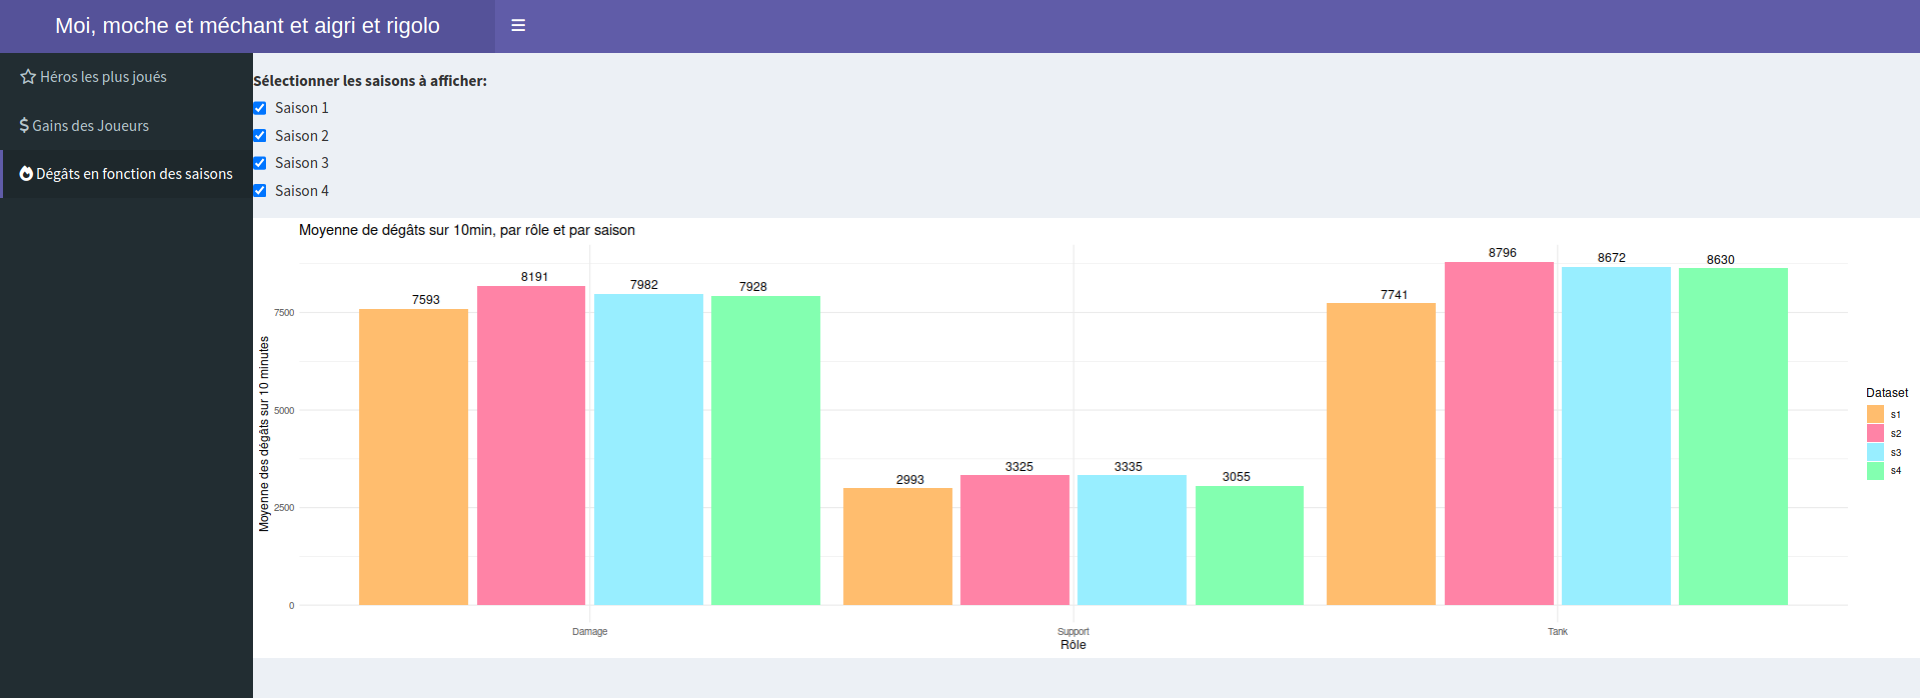 Moi, moche et méchant et aigri et rigolo
Héros les plus joués
$ Gains des Joueurs
Dégâts en fonction des saisons
Sélectionner les saisons à afficher:
Saison 1
Saison 2
Saison 3
Saison 4
Moyenne de dégâts sur 10min, par rôle et par saison
Moyenne des dégâts sur 10 minutes
7500
5000
2500
0
7593
8191
7982
7928
2993
3325
3335
3055
7741
8796
8672
8630
Damage
Support
Tank
Rôle
Dataset
s1
s2
s3
s4